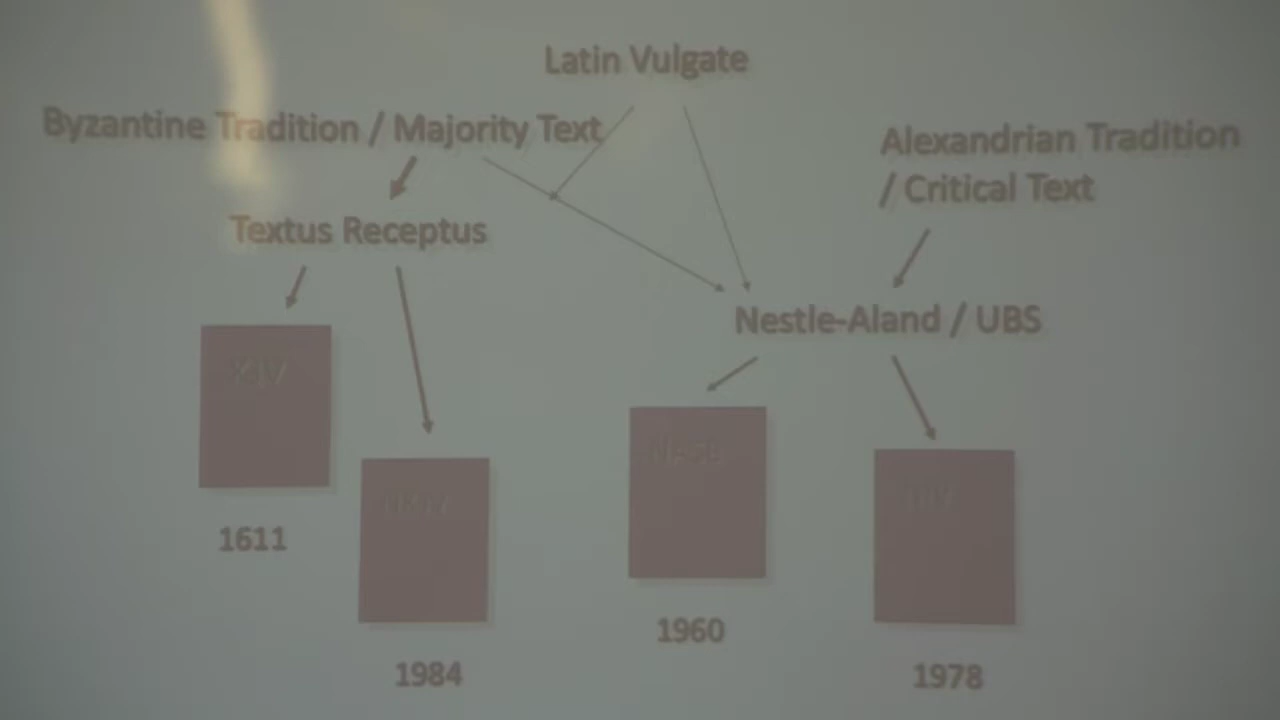 Latin Vulgate
Byzantine Tradition / Majority Text
Alexandrian Tradition
/ Critical Text
Textus Receptus
Nestle-Aland / UBS
KJV
1611
1984
1960
1978